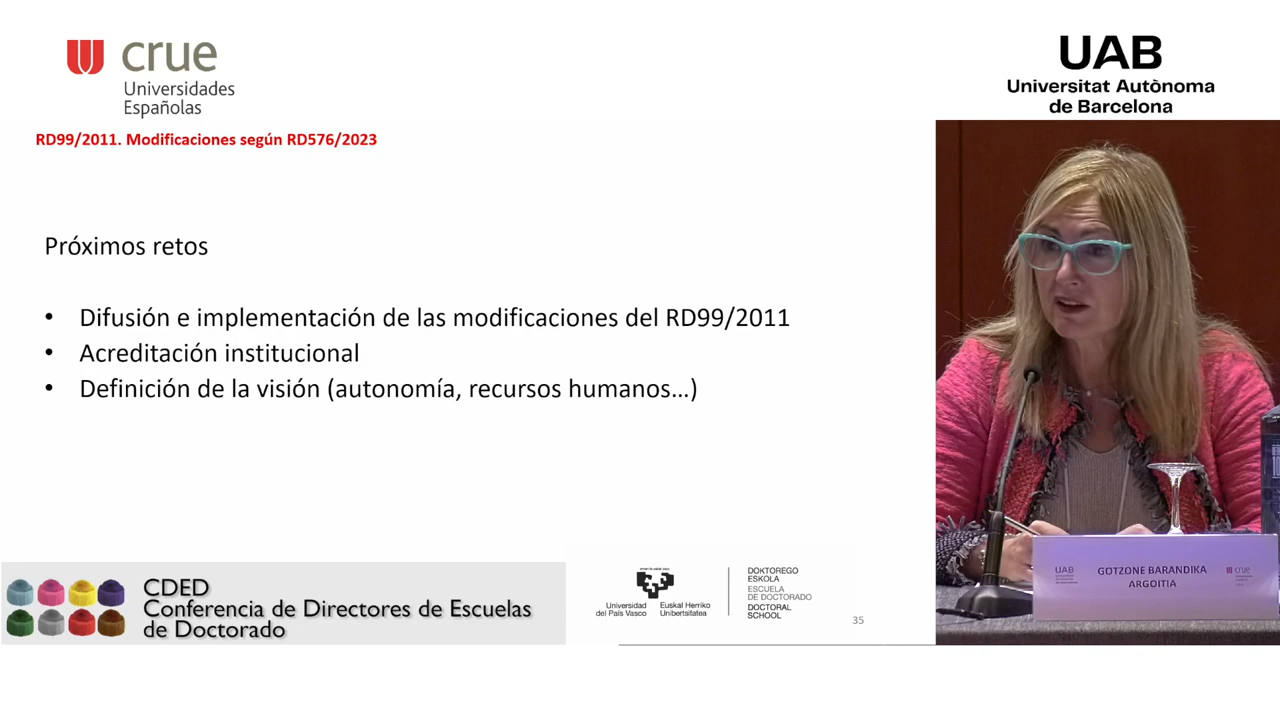 crue
Universidades
Españolas
UAB
Universitat Autònoma
de Barcelona
RD99/2011. Modificaciones según RD576/2023
Próximos retos
• Difusión e implementación de las modificaciones del RD99/2011
• Acreditación institucional
• Definición de la visión (autonomía, recursos humanos...)
CDED
Conferencia de Directores de Escuelas
de Doctorado
Universidad
del País Vasco
Euskal Herriko
Unibertsitatea
DOKTOREGO
ESKOLA
ESCUELA
DE DOCTORADO
DOCTORAL
SCHOOL
35
UAB
GOTZONE BARANDIKA
ARGOITIA
crue